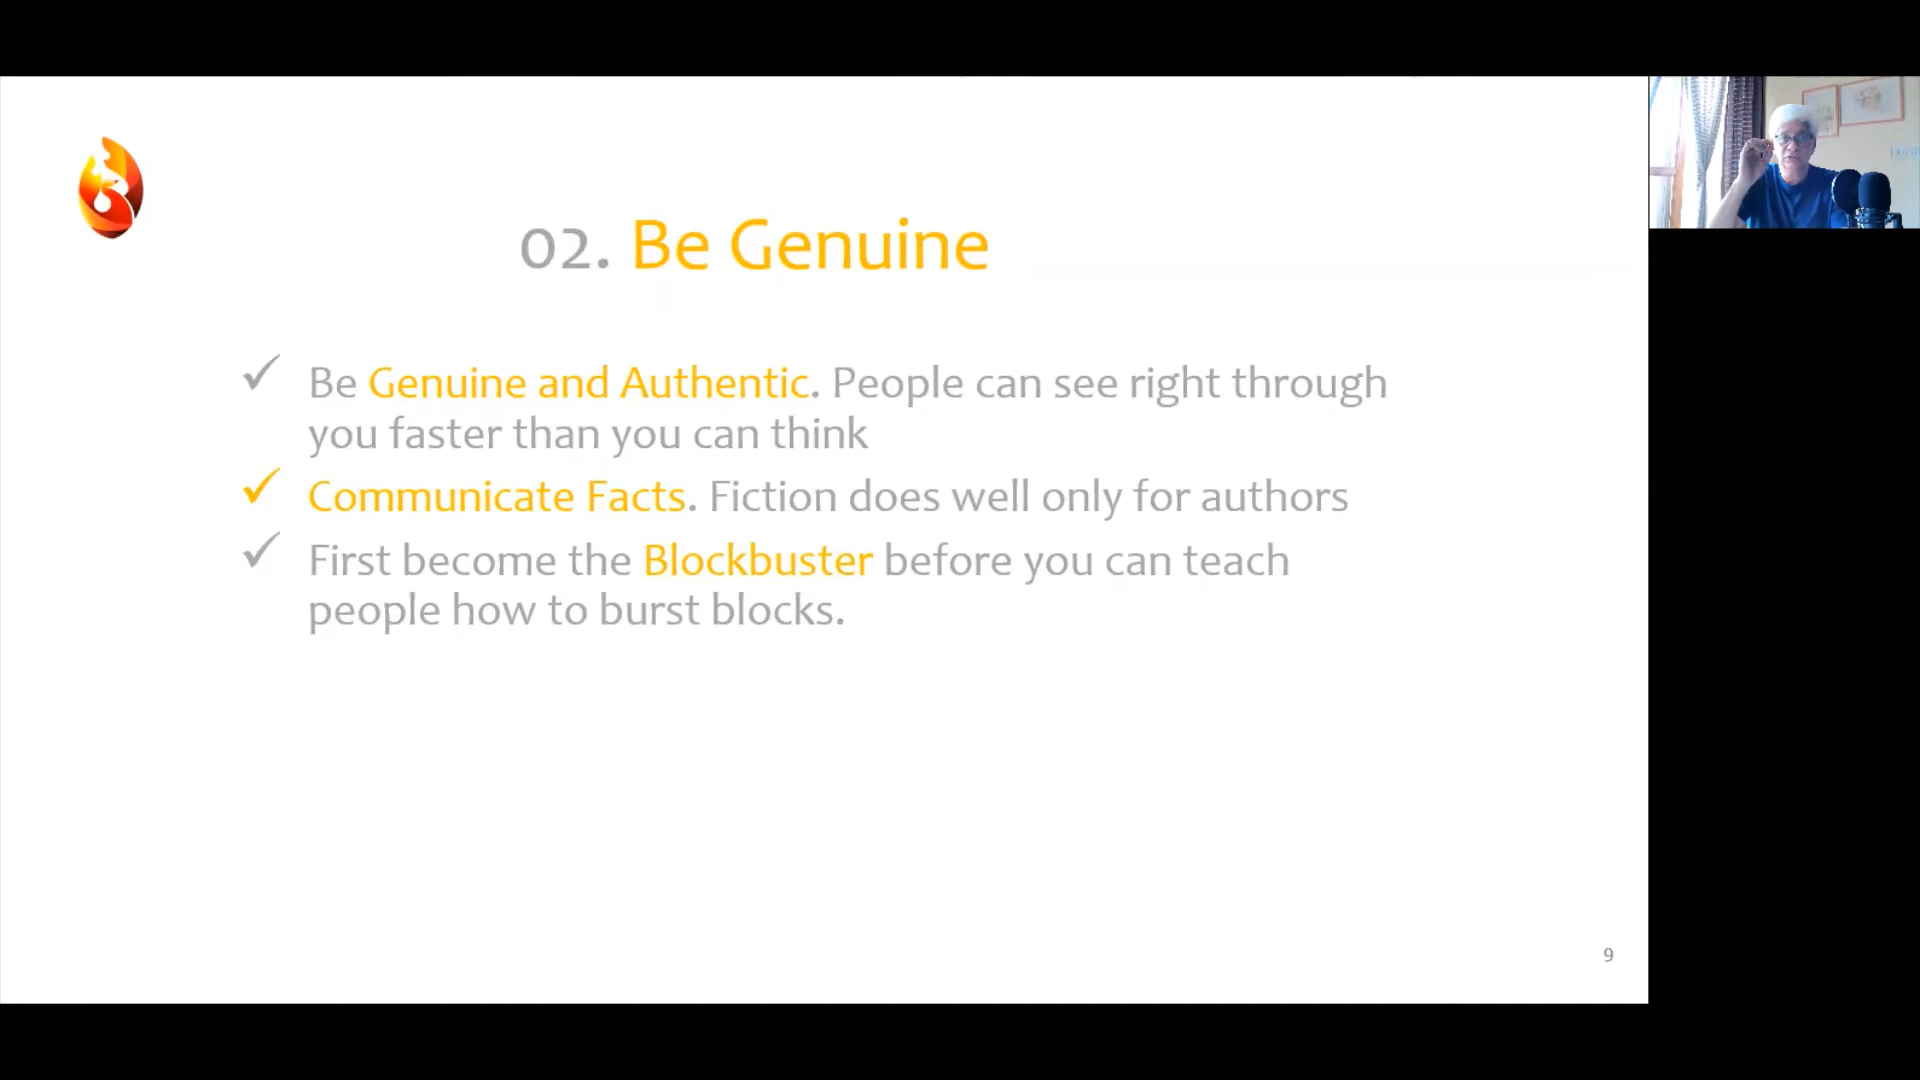 02. Be Genuine
✓ Be Genuine and Authentic. People can see right through
you faster than you can think
✓ Communicate Facts. Fiction does well only for authors
✓ First become the Blockbuster before you can teach
people how to burst blocks.
9